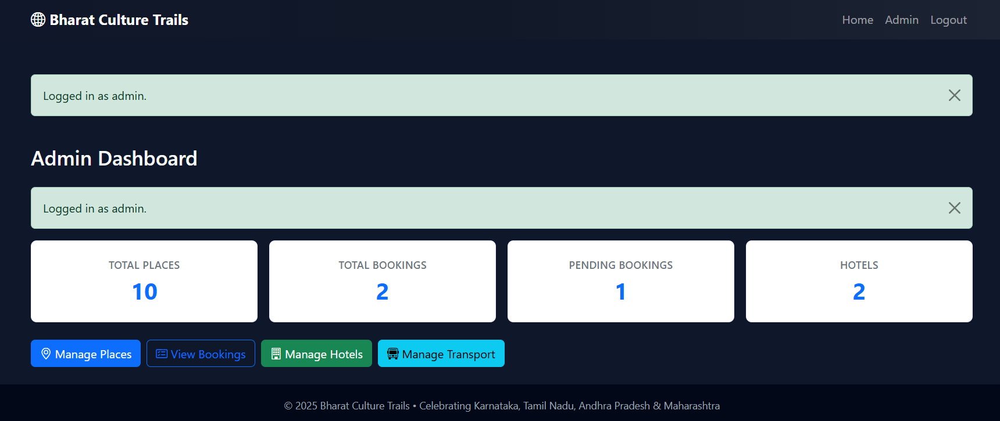 Bharat Culture Trails
Home Admin Logout
Logged in as admin.
Admin Dashboard
Logged in as admin.
TOTAL PLACES
10
TOTAL BOOKINGS
2
PENDING BOOKINGS
1
HOTELS
2
Manage Places
View Bookings
Manage Hotels
Manage Transport
© 2025 Bharat Culture Trails • Celebrating Karnataka, Tamil Nadu, Andhra Pradesh & Maharashtra